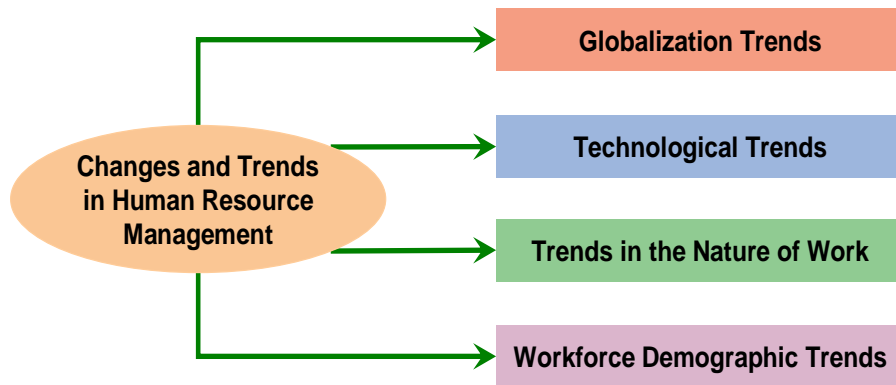 Changes and Trends
in Human Resource
Management
Globalization Trends
Technological Trends
Trends in the Nature of Work
Workforce Demographic Trends